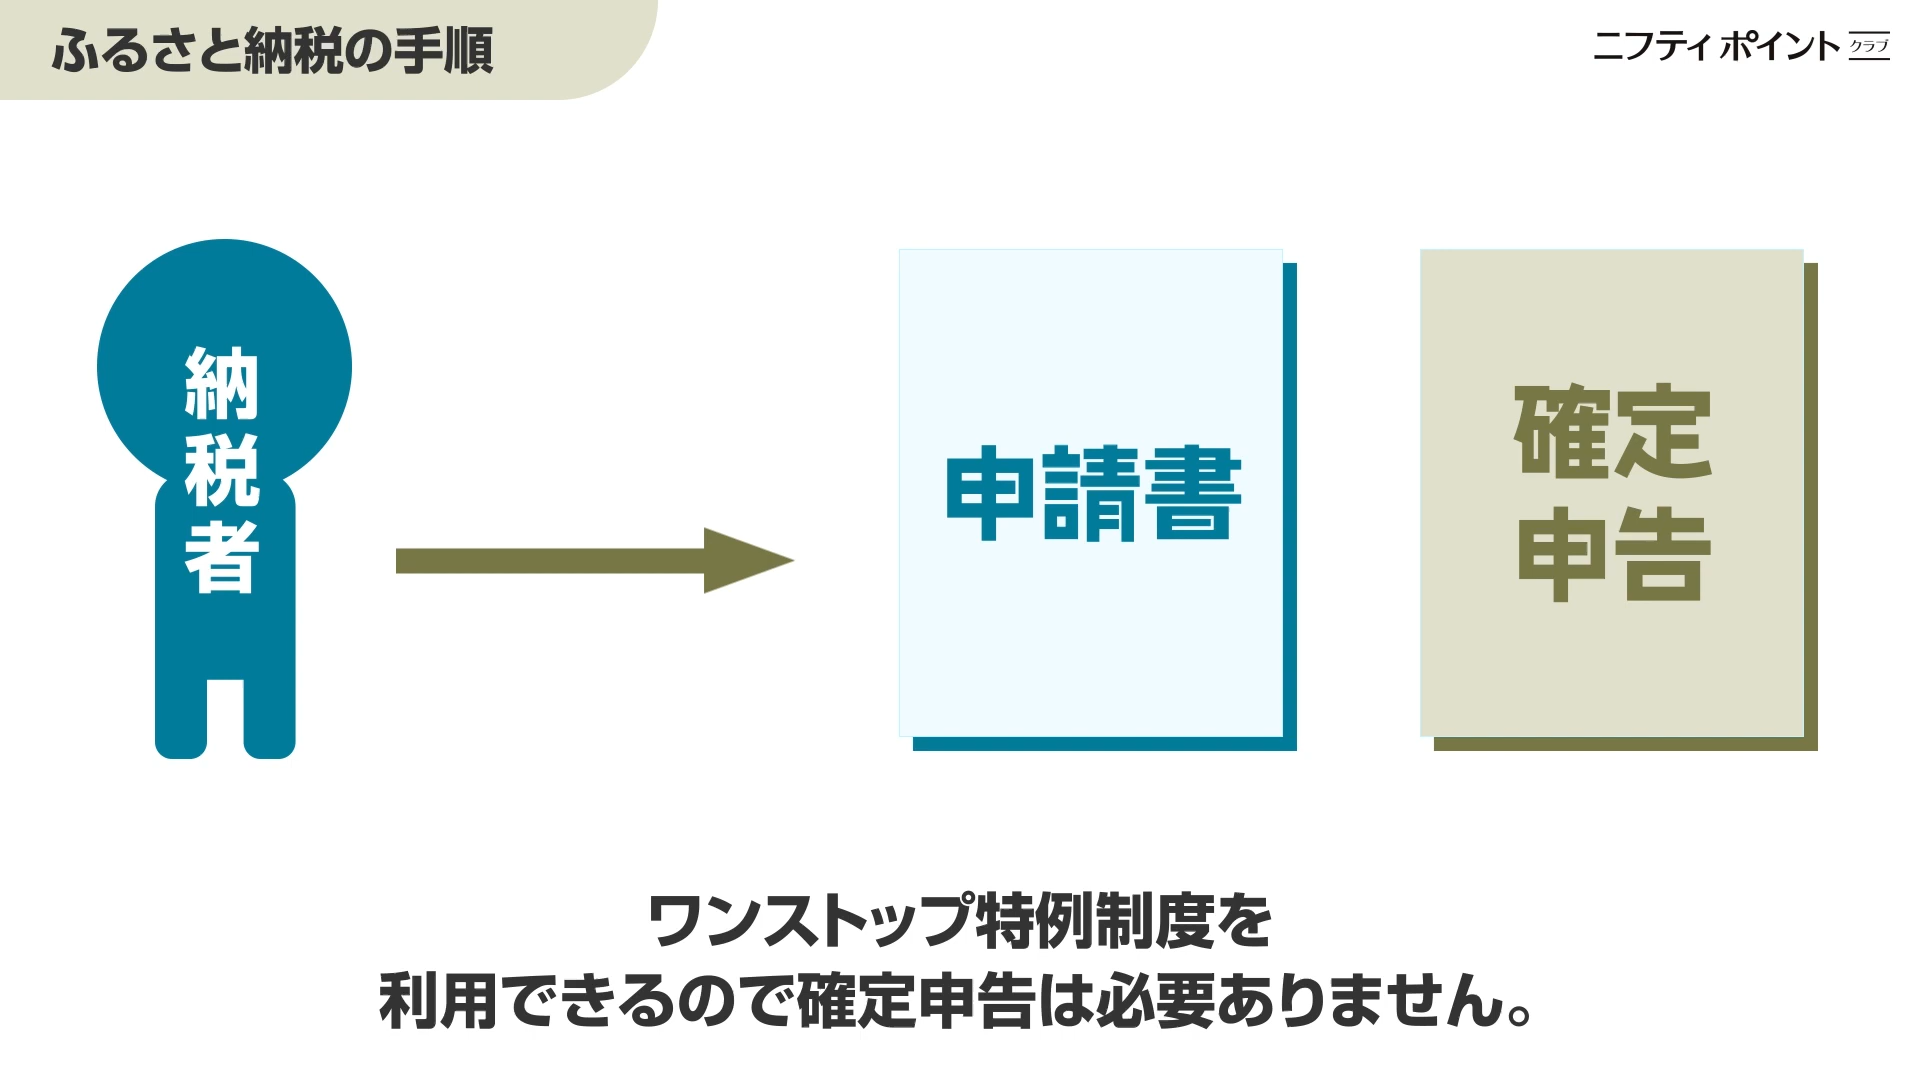 ふるさと納税の手順
ニフティ ポイント クラブ
納税者
申請書
確定
申告
ワンストップ特例制度を
利用できるので確定申告は必要ありません。